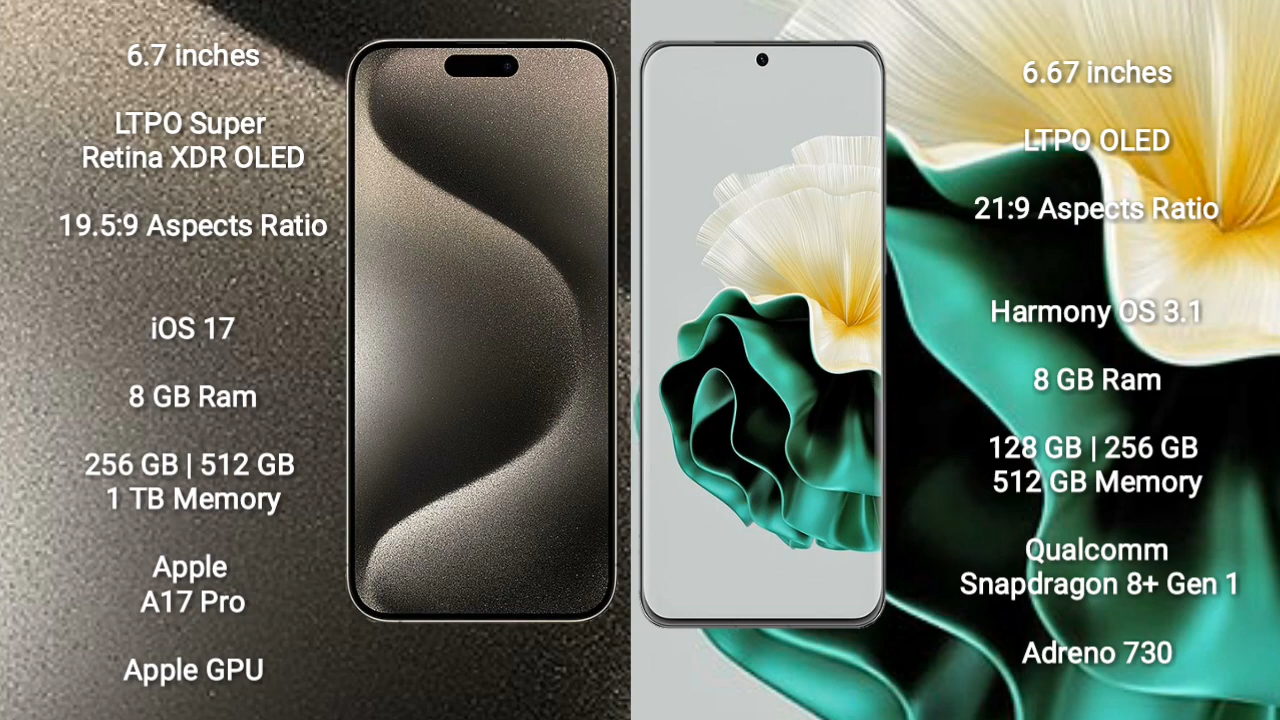 6.7 inches
LTPO Super
Retina XDR OLED
19.5:9 Aspects Ratio
iOS 17
8 GB Ram
256 GB | 512 GB
1 TB Memory
Apple
A17 Pro
Apple GPU
6.67 inches
LTPO OLED
21:9 Aspects Ratio
Harmony OS 3.1
8 GB Ram
128 GB | 256 GB
512 GB Memory
Qualcomm
Snapdragon 8+ Gen 1
Adreno 730